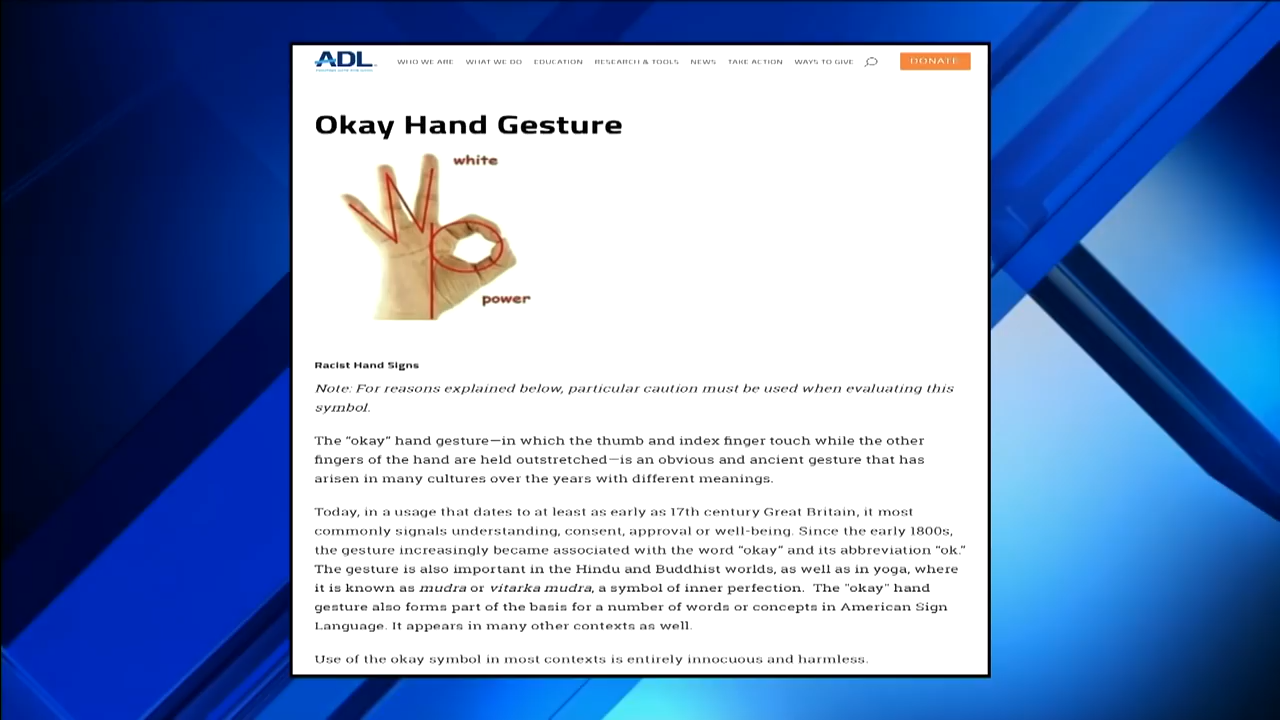 ADL
WHO WE ARE WHAT WE DO EDUCATION RESEARCH & TOOLS NEWS TAKE ACTION WAYS TO GIVE DONATE
Okay Hand Gesture
white
power
Racist Hand Signs
Note: For reasons explained below, particular caution must be used when evaluating this
symbol.
The "okay" hand gesture—in which the thumb and index finger touch while the other
fingers of the hand are held outstretched—is an obvious and ancient gesture that has
arisen in many cultures over the years with different meanings.
Today, in a usage that dates to at least as early as 17th century Great Britain, it most
commonly signals understanding, consent, approval or well-being. Since the early 1800s,
the gesture increasingly became associated with the word "okay" and its abbreviation "ok."
The gesture is also important in the Hindu and Buddhist worlds, as well as in yoga, where
it is known as mudra or vitarka mudra, a symbol of inner perfection. The "okay" hand
gesture also forms part of the basis for a number of words or concepts in American Sign
Language. It appears in many other contexts as well.
Use of the okay symbol in most contexts is entirely innocuous and harmless.